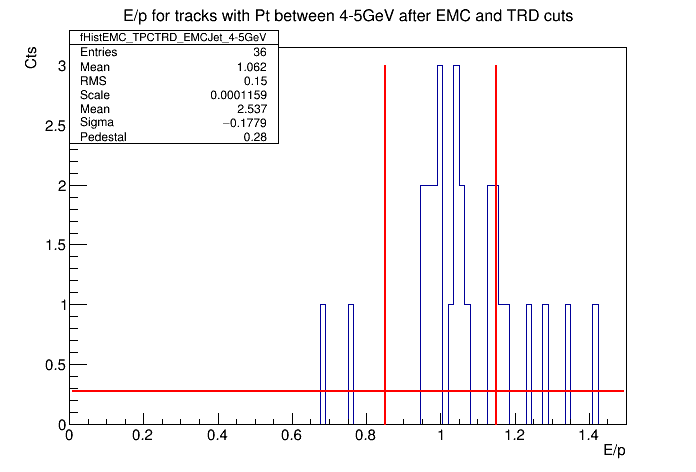 E/p for tracks with Pt between 4-5GeV after EMC and TRD cuts
fHistEMC_TPCTRD_EMCJet_4-5GeV
Entries 36
Mean 1.062
RMS 0.15
Scale 0.0001159
Mean 2.537
Sigma −0.1779
Pedestal 0.28
Cts
3
2.5
2
1.5
1
0.5
0
0 0.2 0.4 0.6 0.8 1 1.2 1.4
E/p